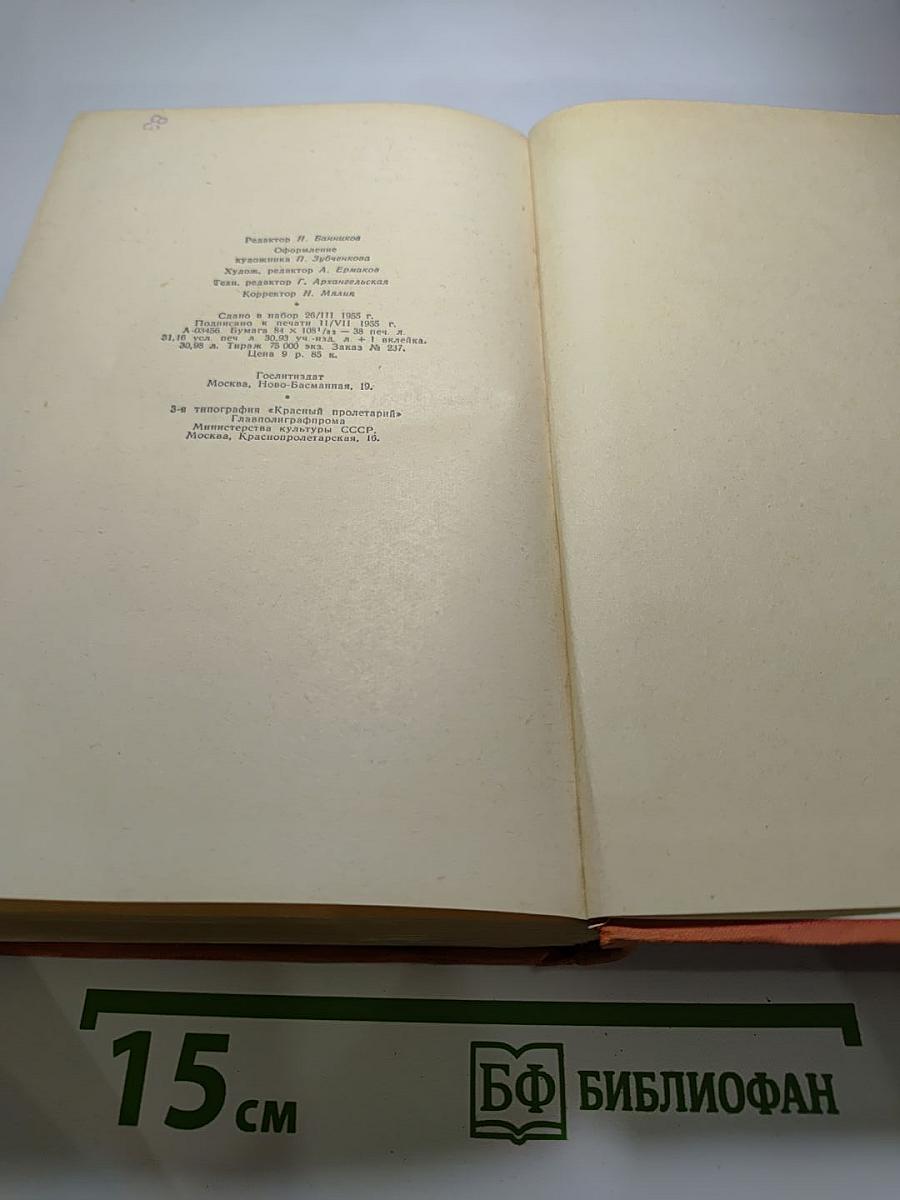 Редактор Н. Банников
Оформление
художника П. Зубченкова
Худож. редактор А. Ермаков
Техн. редактор Г. Архангельская
Корректор Н. Мялик
Сдано в набор 26/III 1955 г.
Подписано к печати 11/VII 1955 г.
А-03456. Бумага 84 × 108¹/₃₂ — 38 печ. л.
31,16 усл. печ л. 30,93 уч.-изд. л. + 1 вклейка.
30,98 л. Тираж 75 000 экз. Заказ № 237.
Цена 9 р. 85 к.
Гослитиздат
Москва, Ново-Басманная, 19.
3-я типография «Красный пролетарий»
Главполиграфпрома
Министерства культуры СССР.
Москва, Краснопролетарская, 16.
15 см
БФ БИБЛИОФАН